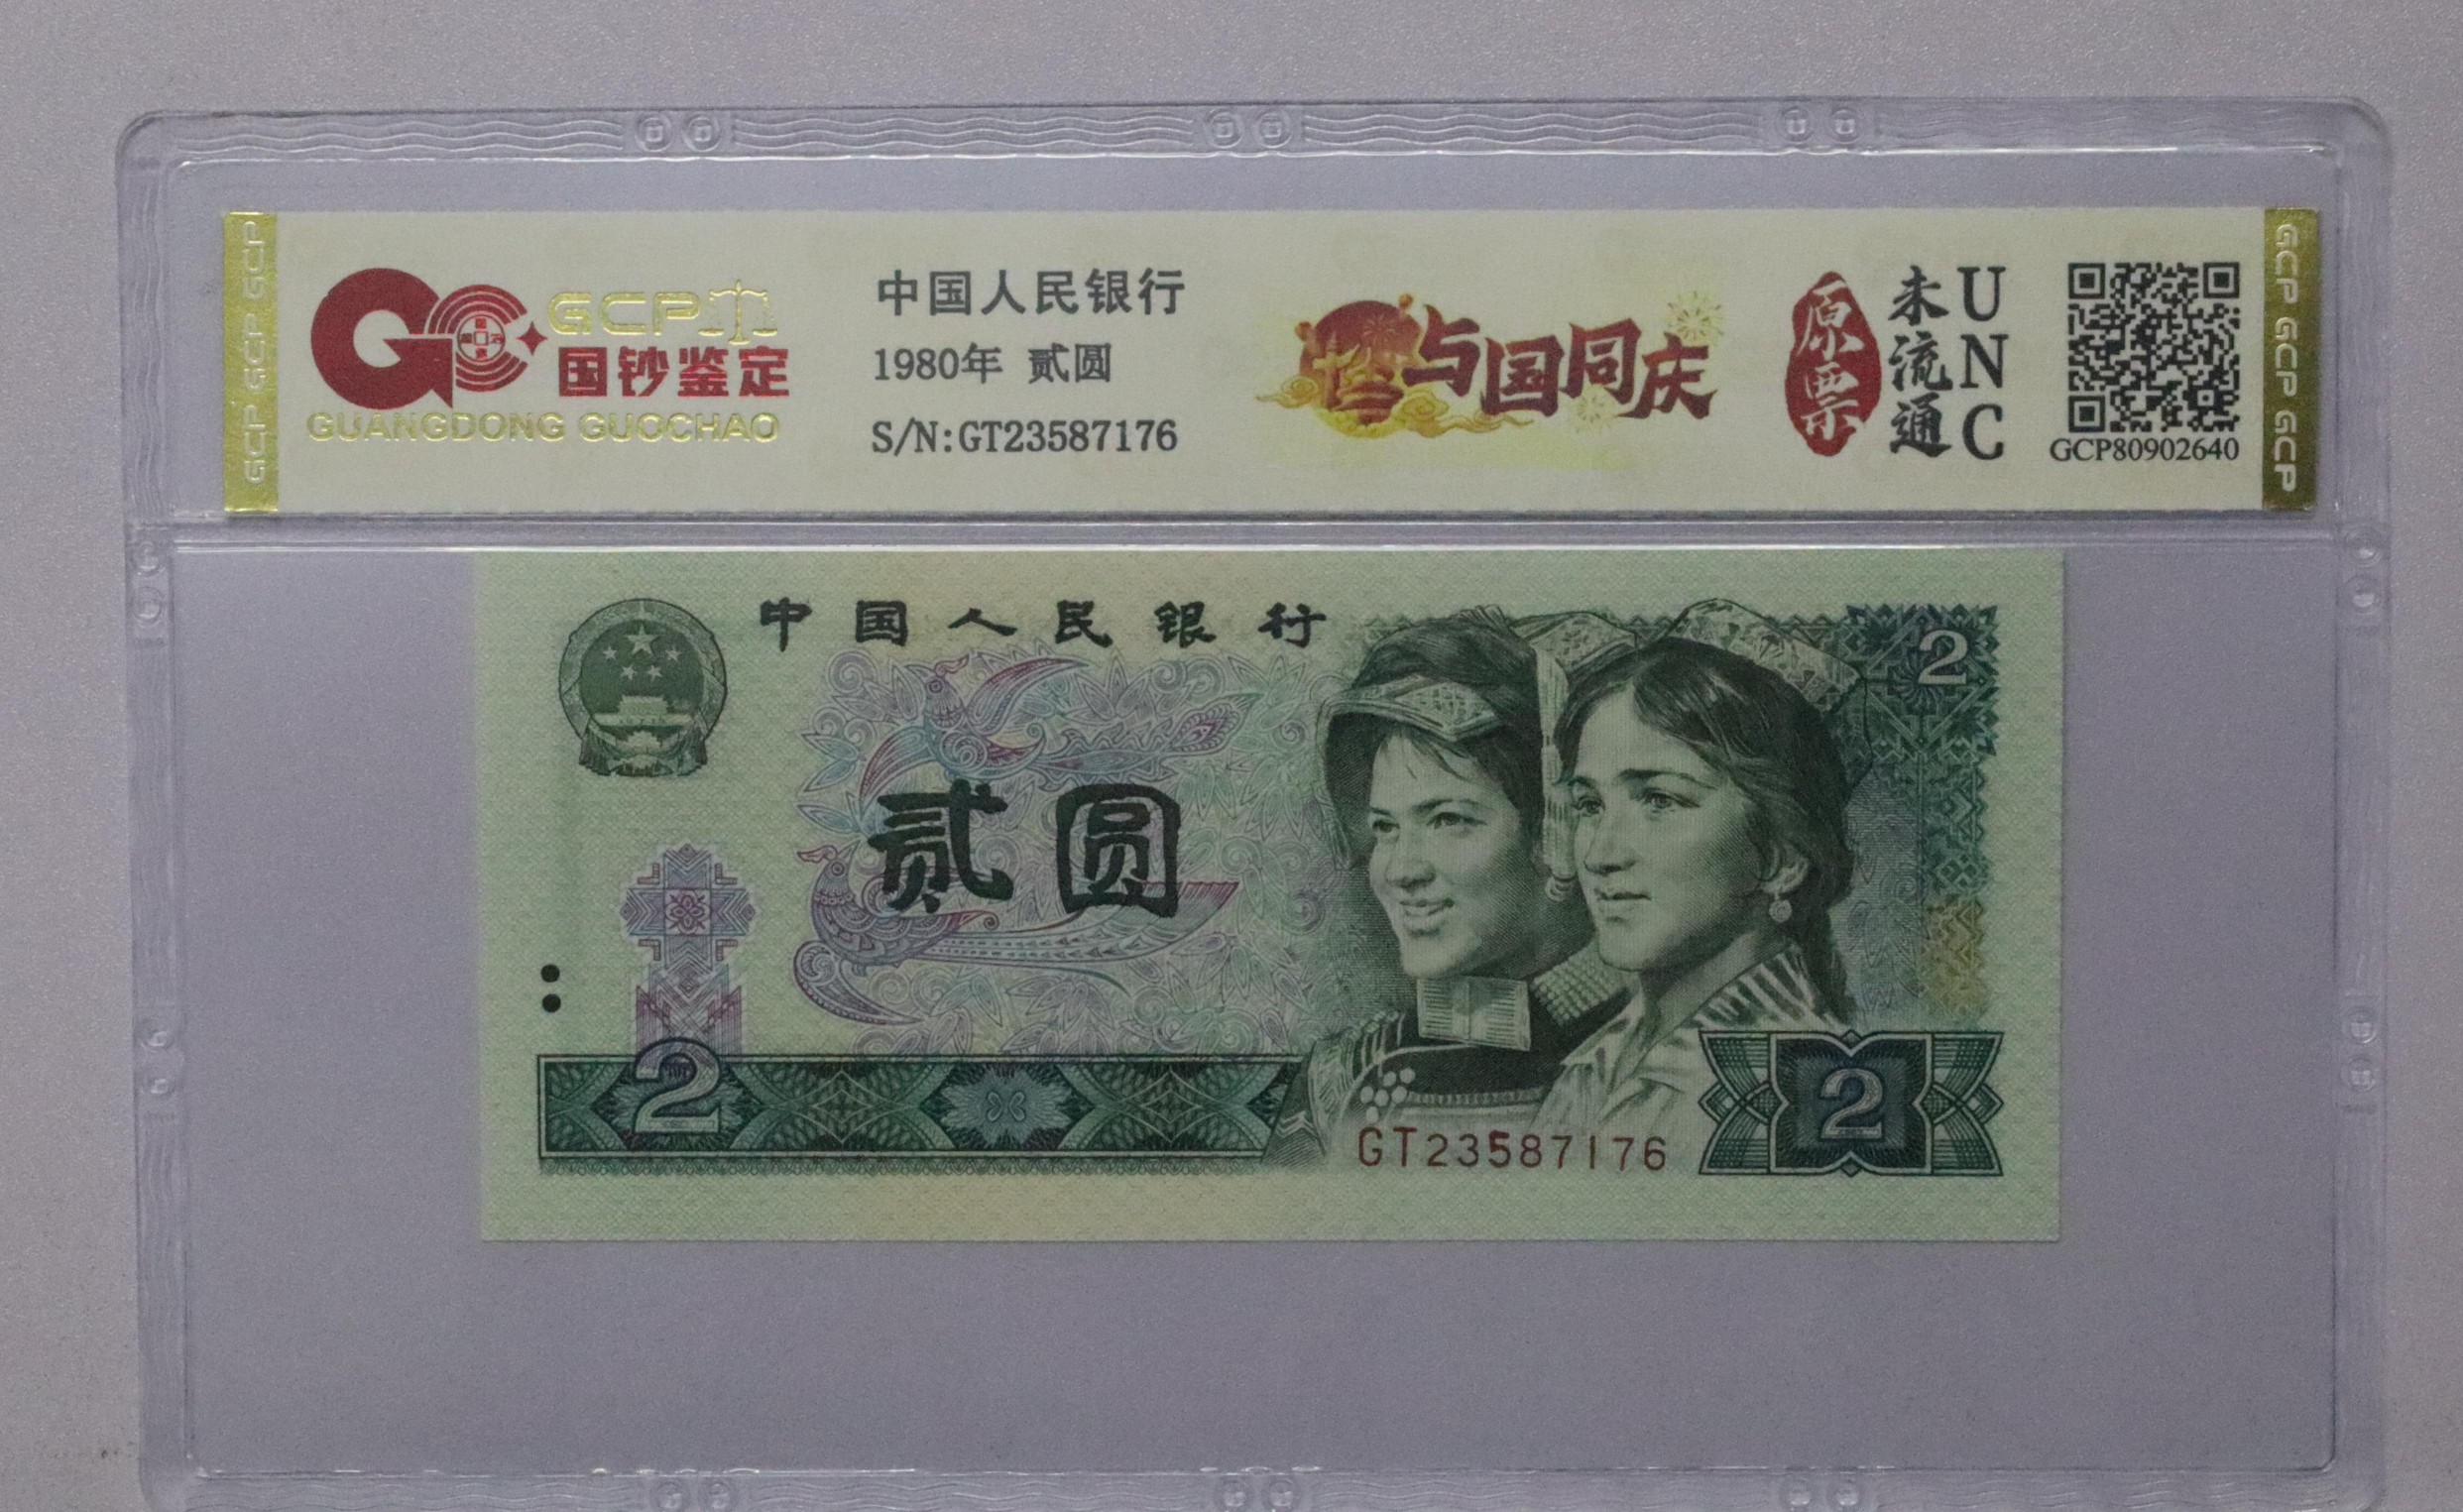 GCP GCP GCP
GCP
国钞鉴定
GUANGDONG GUOCHAO
中国人民银行
1980年 贰圆
S/N:GT23587176
与国同庆
原票
未流通
UNC
GCP80902640
GCP GCP GCP
中国人民银行
2
贰圆
2
GT23587176
2